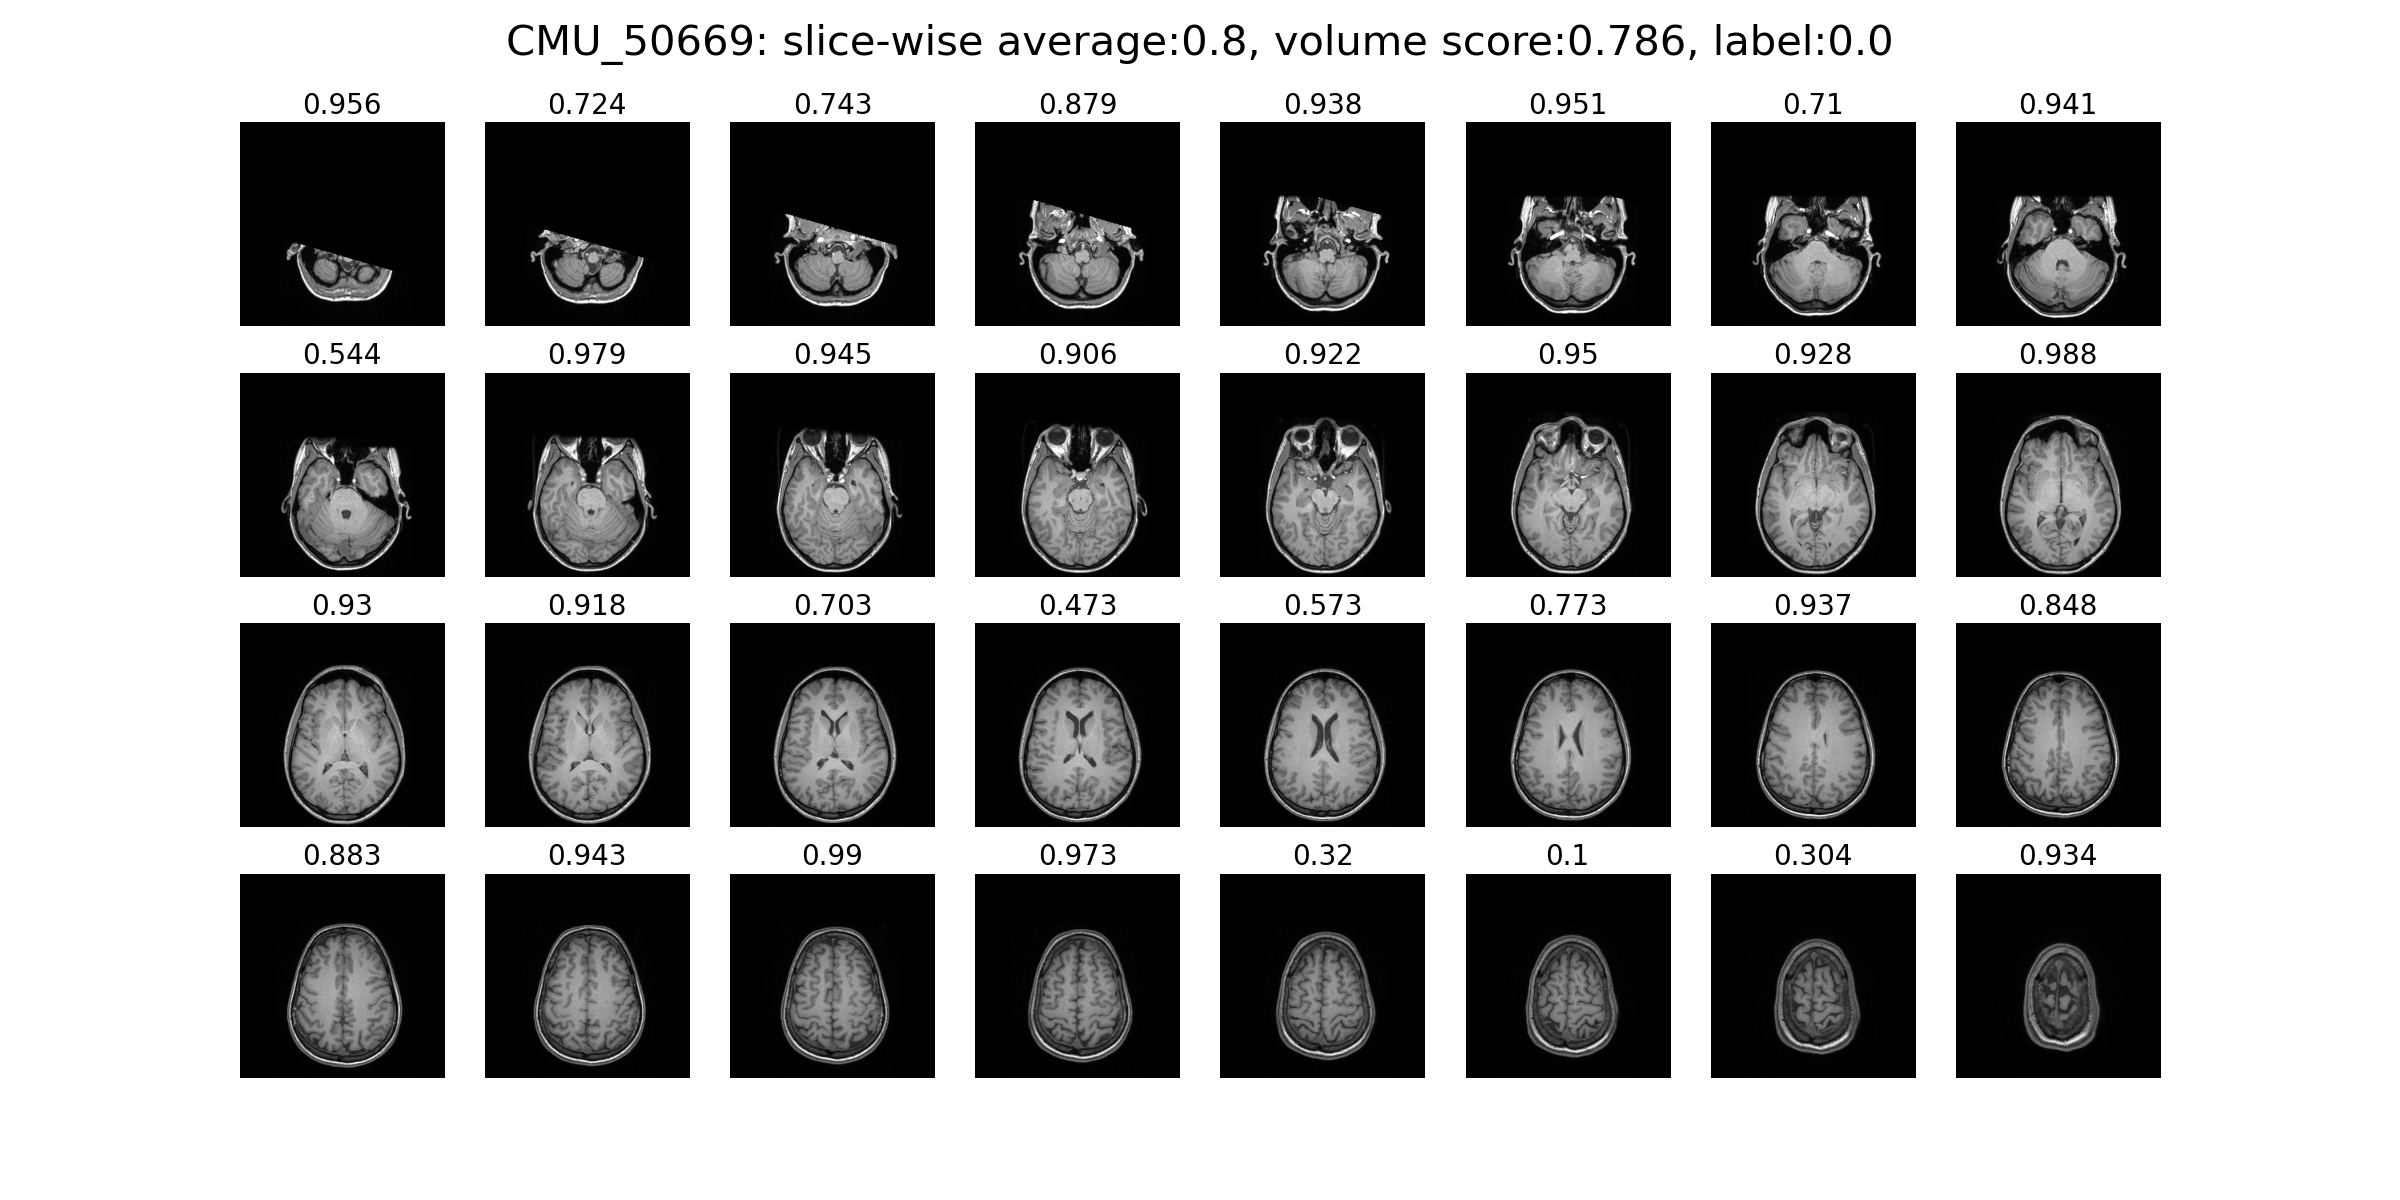 CMU_50669: slice-wise average:0.8, volume score:0.786, label:0.0
0.956 0.724 0.743 0.879 0.938 0.951 0.71 0.941
0.544 0.979 0.945 0.906 0.922 0.95 0.928 0.988
0.93 0.918 0.703 0.473 0.573 0.773 0.937 0.848
0.883 0.943 0.99 0.973 0.32 0.1 0.304 0.934